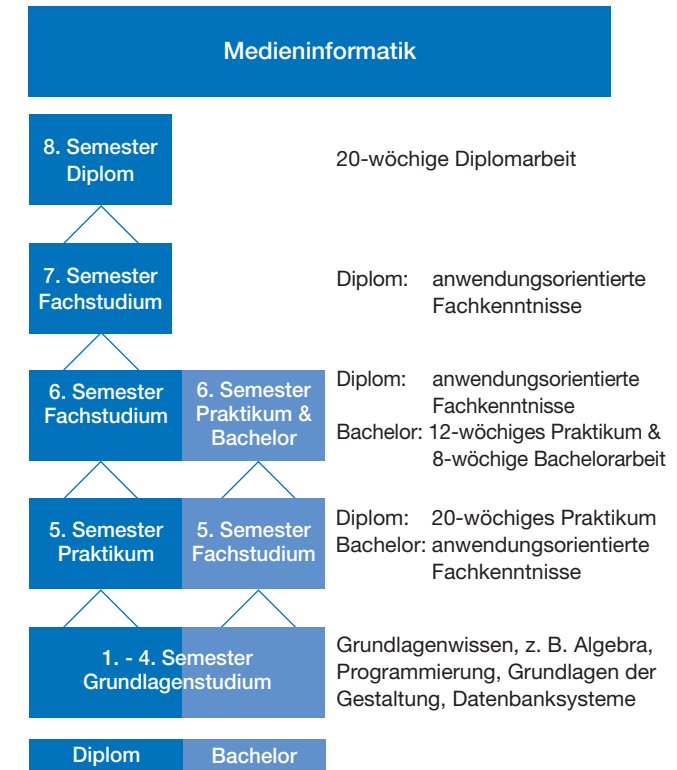 Medieninformatik
8. Semester
Diplom
20-wöchige Diplomarbeit
7. Semester
Fachstudium
Diplom: anwendungsorientierte
Fachkenntnisse
6. Semester
Fachstudium
6. Semester
Praktikum &
Bachelor
Diplom: anwendungsorientierte
Fachkenntnisse
Bachelor: 12-wöchiges Praktikum &
8-wöchige Bachelorarbeit
5. Semester
Praktikum
5. Semester
Fachstudium
Diplom: 20-wöchiges Praktikum
Bachelor: anwendungsorientierte
Fachkenntnisse
1. - 4. Semester
Grundlagenstudium
Grundlagenwissen, z. B. Algebra,
Programmierung, Grundlagen der
Gestaltung, Datenbanksysteme
Diplom
Bachelor